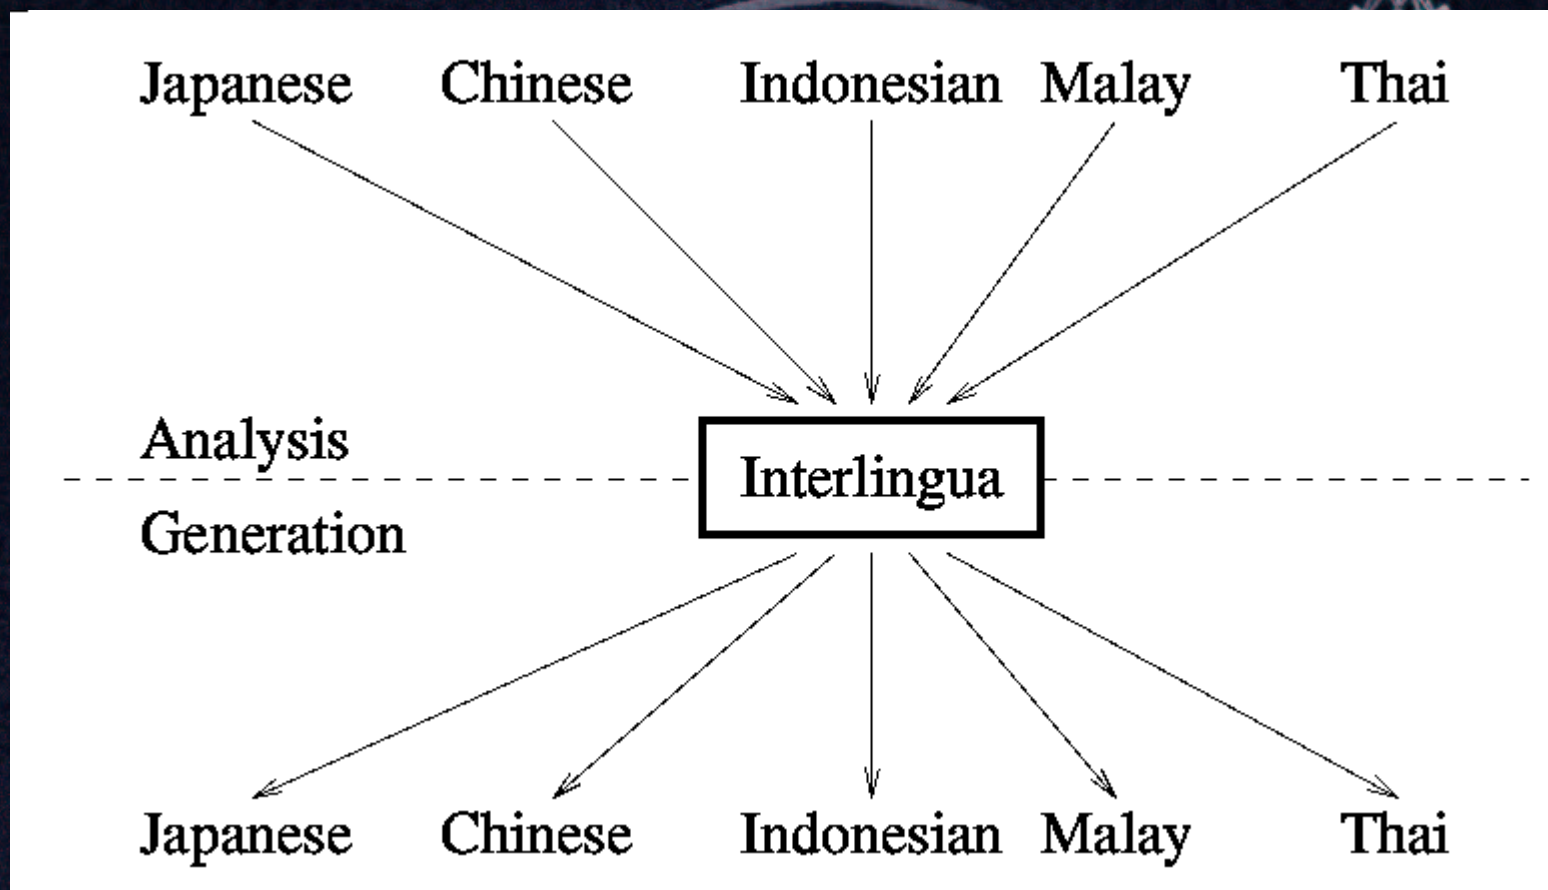 Japanese Chinese Indonesian Malay Thai
Analysis
Interlingua
Generation
Japanese Chinese Indonesian Malay Thai